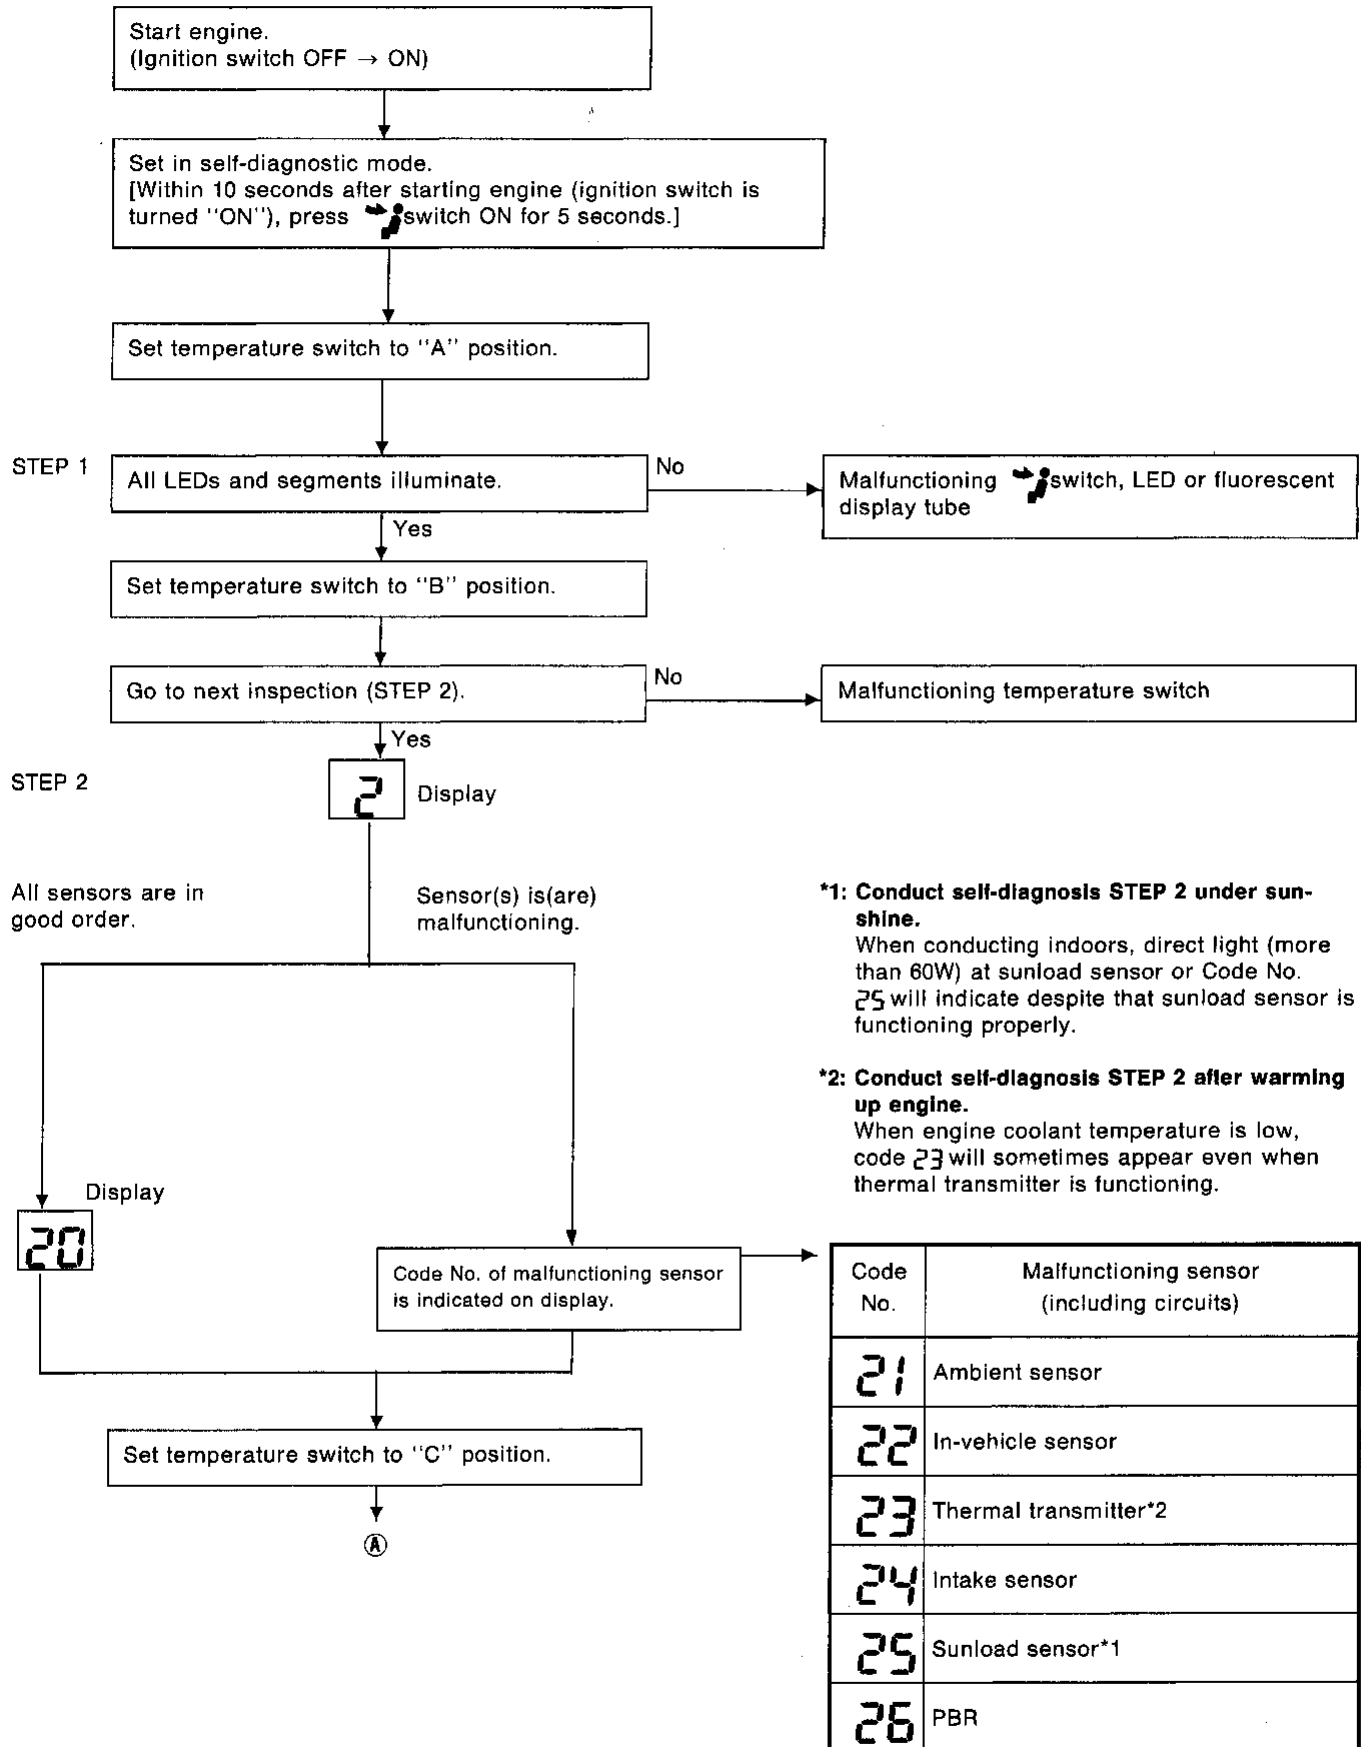 Start engine.
(Ignition switch OFF → ON)
Set in self-diagnostic mode.
[Within 10 seconds after starting engine (ignition switch is
turned "ON"), press switch ON for 5 seconds.]
Set temperature switch to "A" position.
STEP 1
All LEDs and segments illuminate.
No
Malfunctioning switch, LED or fluorescent
display tube
Yes
Set temperature switch to "B" position.
Go to next inspection (STEP 2).
No
Malfunctioning temperature switch
Yes
STEP 2
2
Display
All sensors are in
good order.
Sensor(s) is(are)
malfunctioning.
*1: Conduct self-diagnosis STEP 2 under sun-
shine.
When conducting indoors, direct light (more
than 60W) at sunload sensor or Code No.
25 will indicate despite that sunload sensor is
functioning properly.
*2: Conduct self-diagnosis STEP 2 after warming
up engine.
When engine coolant temperature is low,
code 23 will sometimes appear even when
thermal transmitter is functioning.
Display
20
Code No. of malfunctioning sensor
is indicated on display.
Set temperature switch to "C" position.
A
Code
No.
Malfunctioning sensor
(including circuits)
21 Ambient sensor
22 In-vehicle sensor
23 Thermal transmitter*2
24 Intake sensor
25 Sunload sensor*1
26 PBR